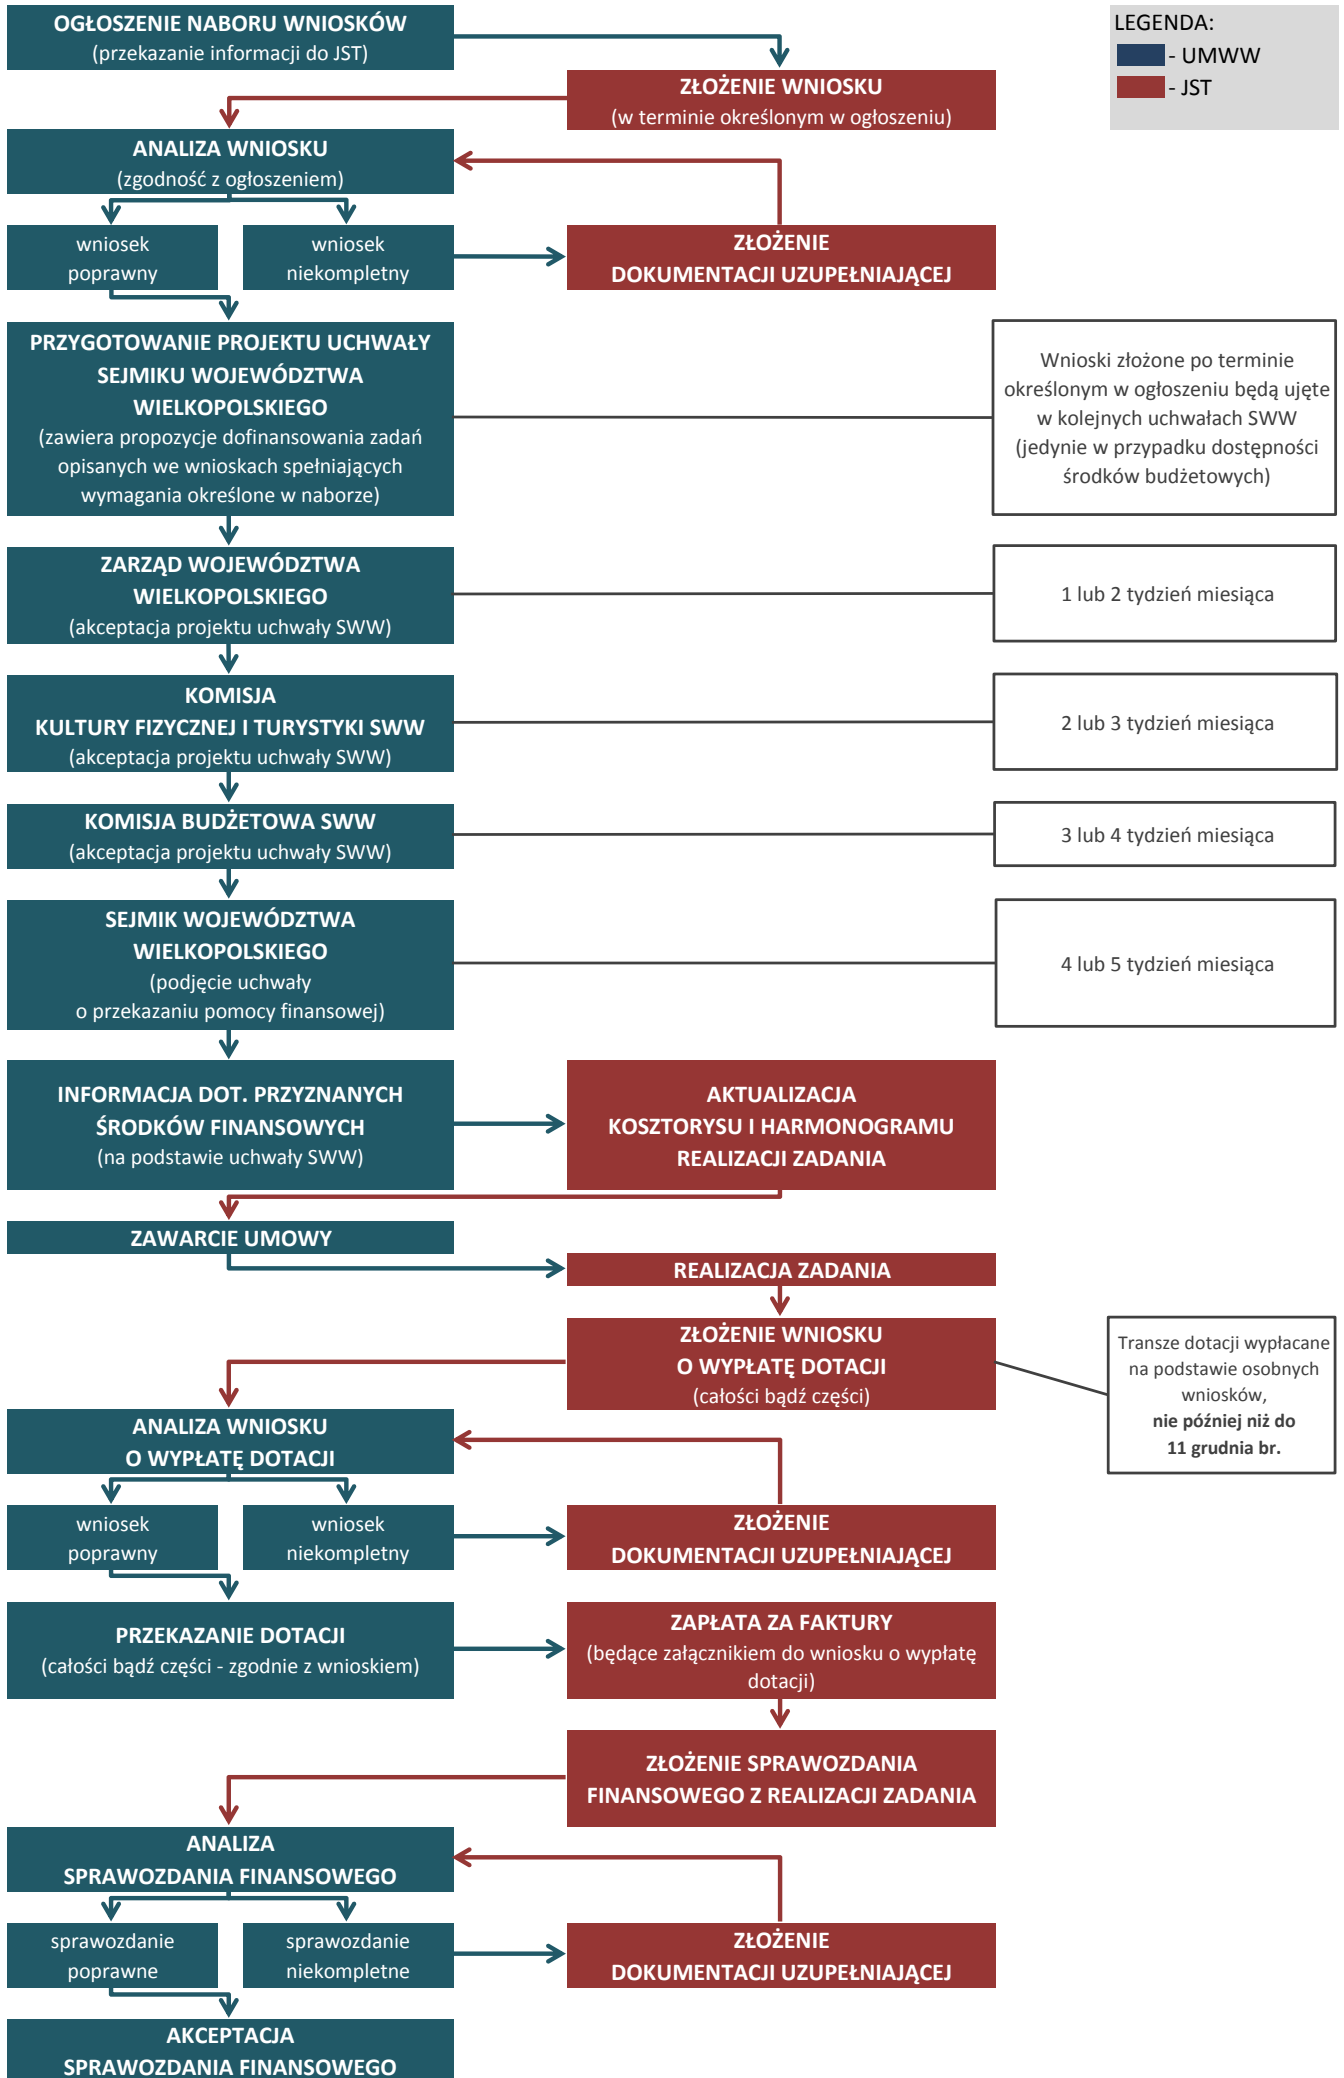 OGŁOSZENIE NABORU WNIOSKÓW
(przekazanie informacji do JST)
LEGENDA:
- UMWW
- JST
ZŁOŻENIE WNIOSKU
(w terminie określonym w ogłoszeniu)
ANALIZA WNIOSKU
(zgodność z ogłoszeniem)
wniosek
poprawny
wniosek
niekompletny
ZŁOŻENIE
DOKUMENTACJI UZUPEŁNIAJĄCEJ
PRZYGOTOWANIE PROJEKTU UCHWAŁY
SEJMIKU WOJEWÓDZTWA
WIELKOPOLSKIEGO
(zawiera propozycje dofinansowania zadań
opisanych we wnioskach spełniających
wymagania określone w naborze)
Wnioski złożone po terminie
określonym w ogłoszeniu będą ujęte
w kolejnych uchwałach SWW
(jedynie w przypadku dostępności
środków budżetowych)
ZARZĄD WOJEWÓDZTWA
WIELKOPOLSKIEGO
(akceptacja projektu uchwały SWW)
1 lub 2 tydzień miesiąca
KOMISJA
KULTURY FIZYCZNEJ I TURYSTYKI SWW
(akceptacja projektu uchwały SWW)
2 lub 3 tydzień miesiąca
KOMISJA BUDŻETOWA SWW
(akceptacja projektu uchwały SWW)
3 lub 4 tydzień miesiąca
SEJMIK WOJEWÓDZTWA
WIELKOPOLSKIEGO
(podjęcie uchwały
o przekazaniu pomocy finansowej)
4 lub 5 tydzień miesiąca
INFORMACJA DOT. PRZYZNANYCH
ŚRODKÓW FINANSOWYCH
(na podstawie uchwały SWW)
AKTUALIZACJA
KOSZTORYSU I HARMONOGRAMU
REALIZACJI ZADANIA
ZAWARCIE UMOWY
REALIZACJA ZADANIA
ZŁOŻENIE WNIOSKU
O WYPŁATĘ DOTACJI
(całości bądź części)
Transze dotacji wypłacane
na podstawie osobnych
wniosków,
nie później niż do
11 grudnia br.
ANALIZA WNIOSKU
O WYPŁATĘ DOTACJI
wniosek
poprawny
wniosek
niekompletny
ZŁOŻENIE
DOKUMENTACJI UZUPEŁNIAJĄCEJ
PRZEKAZANIE DOTACJI
(całości bądź części - zgodnie z wnioskiem)
ZAPŁATA ZA FAKTURY
(będące załącznikiem do wniosku o wypłatę
dotacji)
ZŁOŻENIE SPRAWOZDANIA
FINANSOWEGO Z REALIZACJI ZADANIA
ANALIZA
SPRAWOZDANIA FINANSOWEGO
sprawozdanie
poprawne
sprawozdanie
niekompletne
ZŁOŻENIE
DOKUMENTACJI UZUPEŁNIAJĄCEJ
AKCEPTACJA
SPRAWOZDANIA FINANSOWEGO